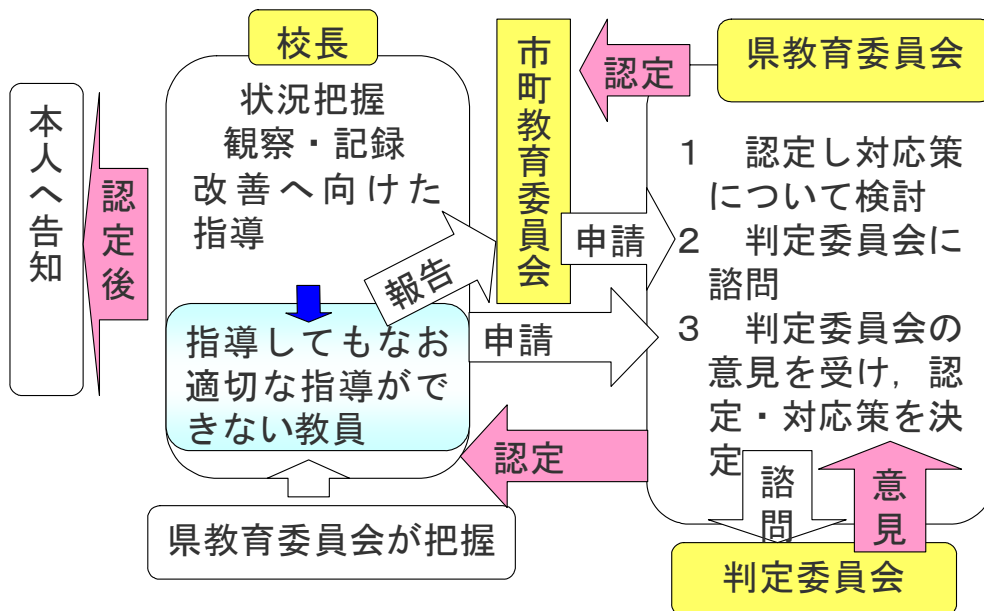 校長
状況把握
観察・記録
改善へ向けた
指導
指導してもなお
適切な指導がで
きない教員
県教育委員会が把握
本人へ告知
認定後
報告
市町教育委員会
申請
申請
認定
認定
県教育委員会
1　認定し対応策
について検討
2　判定委員会に
諮問
3　判定委員会の
意見を受け，認
定・対応策を決
定
諮問
意見
判定委員会